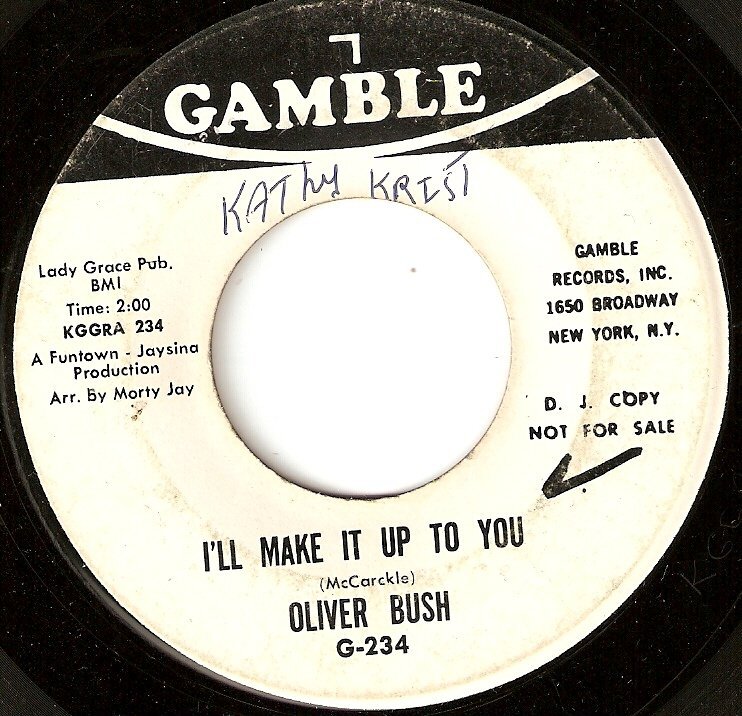 GAMBLE
KATHY KRIST
Lady Grace Pub.
BMI
Time: 2:00
KGGRA 234
A Funtown - Jaysina
Production
Arr. By Morty Jay
GAMBLE
RECORDS, INC.
1650 BROADWAY
NEW YORK, N.Y.
D. J. COPY
NOT FOR SALE
I'LL MAKE IT UP TO YOU
(McCarckle)
OLIVER BUSH
G-234